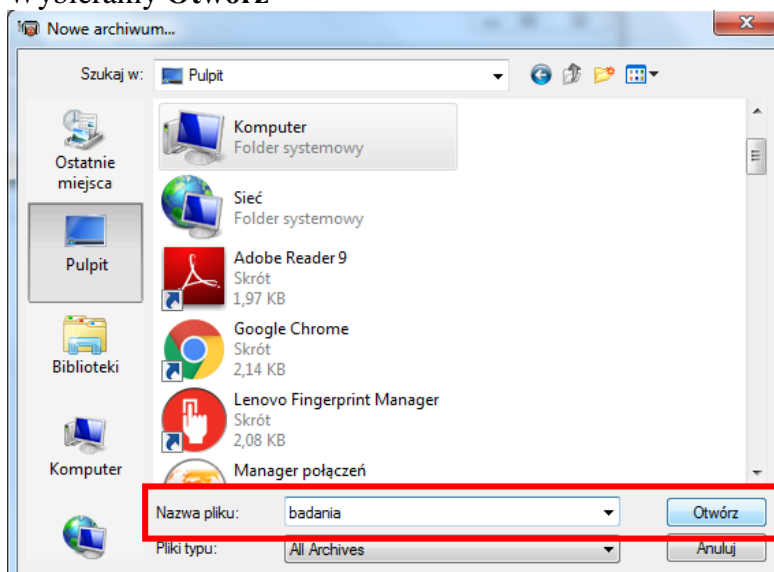 Wybieramy Otwórz
Nowe archiwum...
Szukaj w: Pulpit
Ostatnie
miejsca
Pulpit
Biblioteki
Komputer
Komputer
Folder systemowy
Sieć
Folder systemowy
Adobe Reader 9
Skrót
1,97 KB
Google Chrome
Skrót
2,14 KB
Lenovo Fingerprint Manager
Skrót
2,08 KB
Manager połączeń
Nazwa pliku: badania Otwórz
Pliki typu: All Archives Anuluj